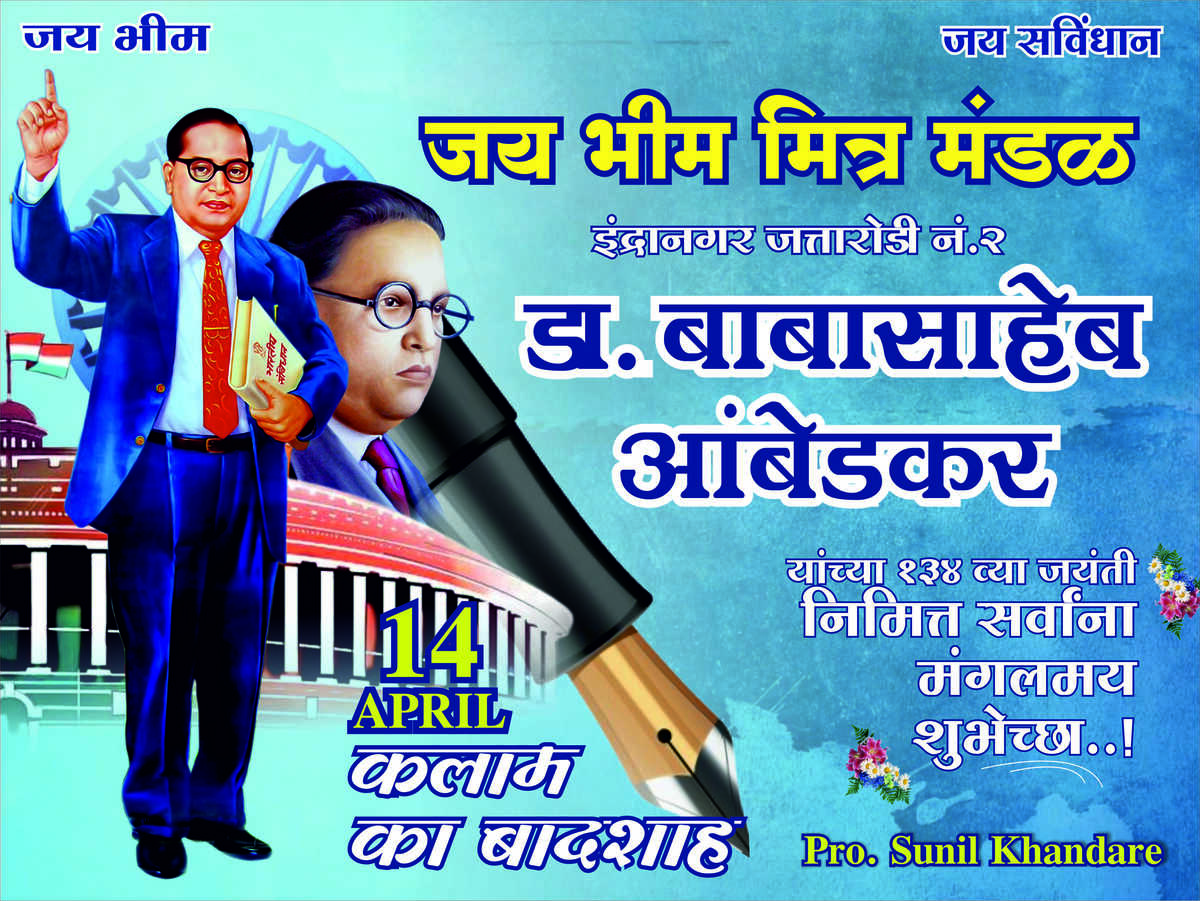 जय भीम
जय सविंधान
जय भीम मित्र मंडळ
इंद्रानगर जत्तारोडी नं.२
डा. बाबासाहेब
आंबेडकर
यांच्या १३४ व्या जयंती
निमित्त सर्वांना
मंगलमय
शुभेच्छा..!
भारतीय
संविधान
14
APRIL
कलाम
का बादशाह
Pro. Sunil Khandare